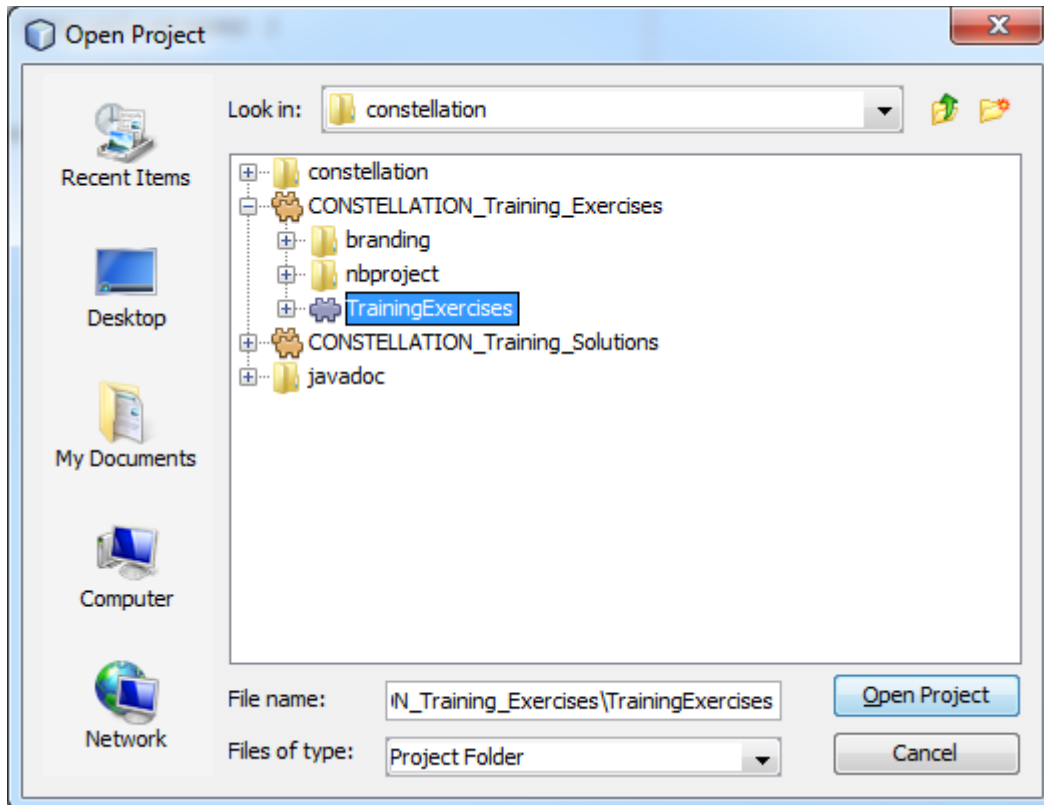 Open Project
Look in: constellation
Recent Items
Desktop
My Documents
Computer
Network
constellation
CONSTELLATION_Training_Exercises
branding
nbproject
TrainingExercises
CONSTELLATION_Training_Solutions
javadoc
File name: N_Training_Exercises\TrainingExercises
Open Project
Files of type: Project Folder
Cancel